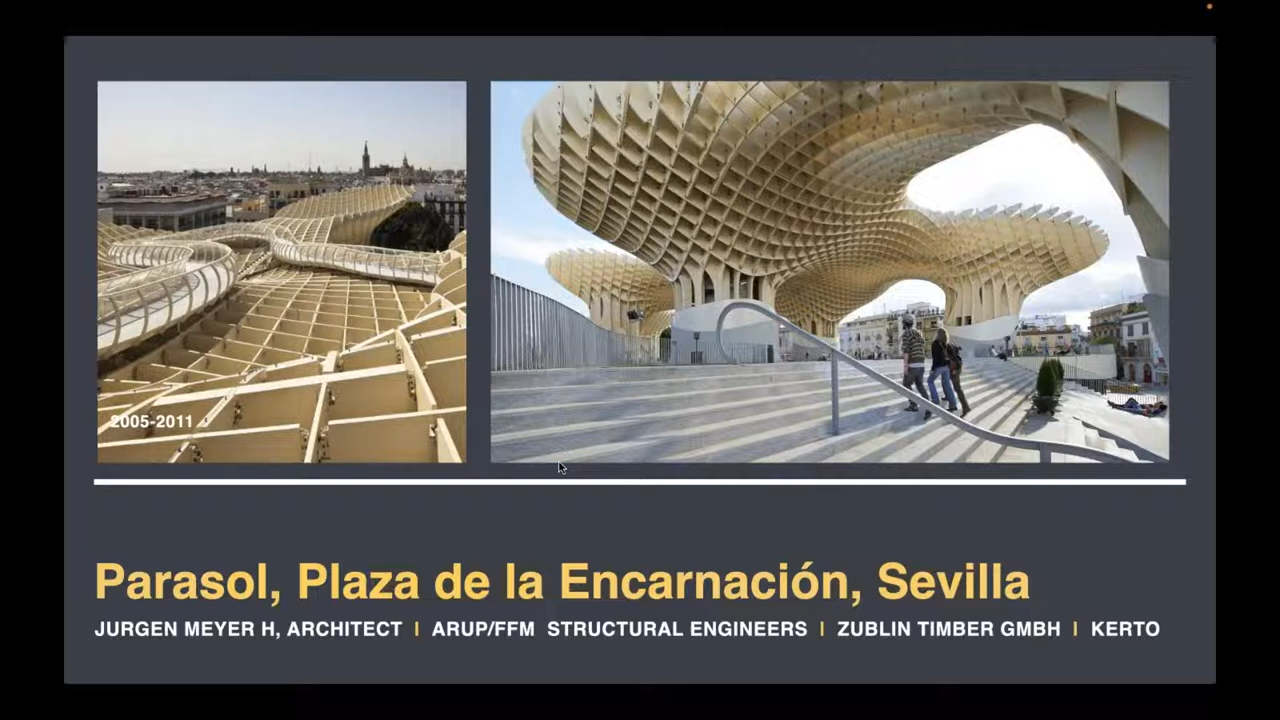 2005-2011
Parasol, Plaza de la Encarnación, Sevilla
JURGEN MEYER H, ARCHITECT I ARUP/FFM STRUCTURAL ENGINEERS I ZUBLIN TIMBER GMBH I KERTO